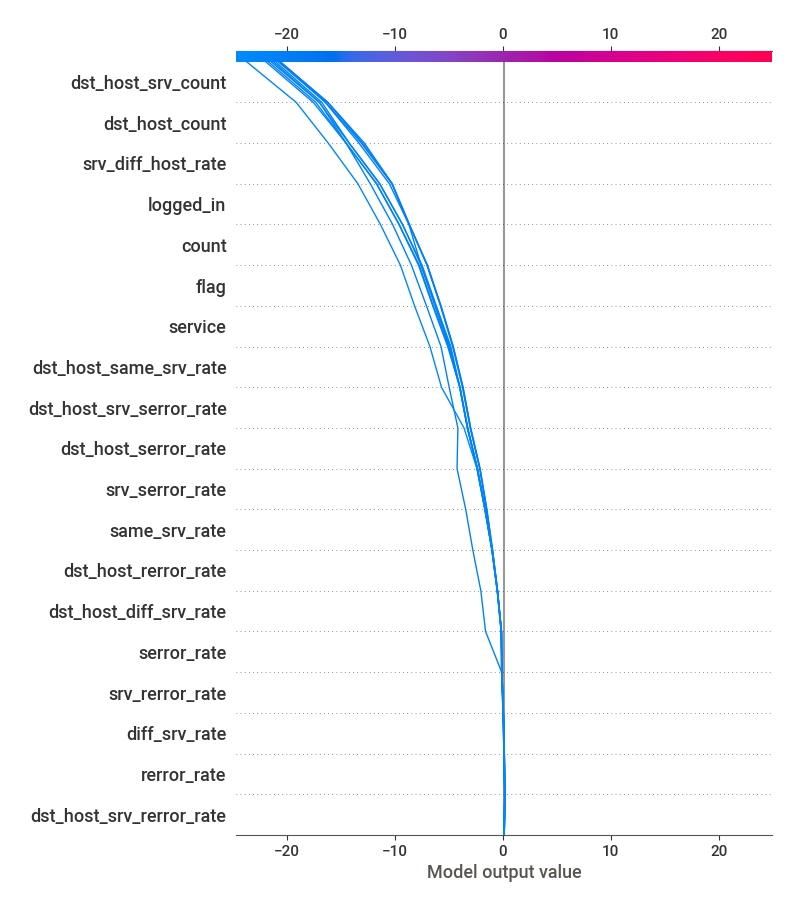 −20 −10 0 10 20
dst_host_srv_count
dst_host_count
srv_diff_host_rate
logged_in
count
flag
service
dst_host_same_srv_rate
dst_host_srv_serror_rate
dst_host_serror_rate
srv_serror_rate
same_srv_rate
dst_host_rerror_rate
dst_host_diff_srv_rate
serror_rate
srv_rerror_rate
diff_srv_rate
rerror_rate
dst_host_srv_rerror_rate
−20 −10 0 10 20
Model output value